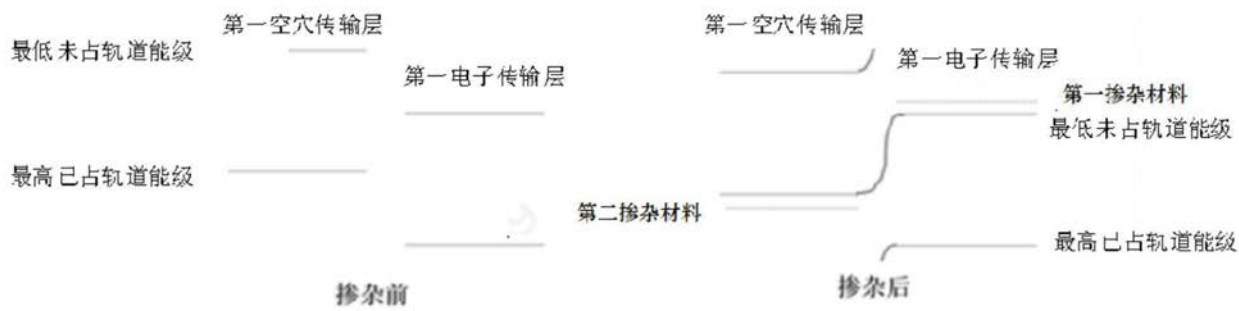 第一空穴传输层
最低未占轨道能级
第一电子传输层
最高已占轨道能级
掺杂前
第一空穴传输层
第一电子传输层
第一掺杂材料
最低未占轨道能级
第二掺杂材料
最高已占轨道能级
掺杂后